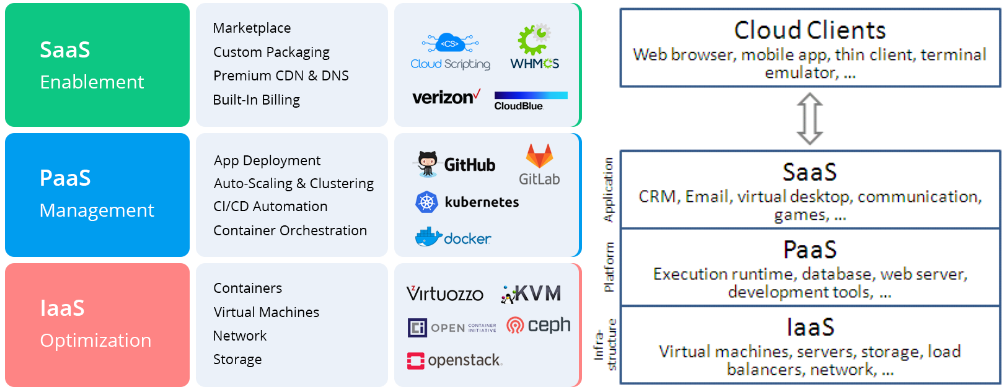 SaaS
Enablement
Marketplace
Custom Packaging
Premium CDN & DNS
Built-In Billing
<CS>
Cloud Scripting
WHMCS
verizon
CloudBlue
PaaS
Management
App Deployment
Auto-Scaling & Clustering
CI/CD Automation
Container Orchestration
GitHub
GitLab
kubernetes
docker
IaaS
Optimization
Containers
Virtual Machines
Network
Storage
Virtuozzo
KVM
OPEN CONTAINER INITIATIVE
ceph
openstack.
Cloud Clients
Web browser, mobile app, thin client, terminal
emulator, ...
Application
SaaS
CRM, Email, virtual desktop, communication,
games, ...
Platform
PaaS
Execution runtime, database, web server,
development tools, ...
Infra-
structure
IaaS
Virtual machines, servers, storage, load
balancers, network, ...